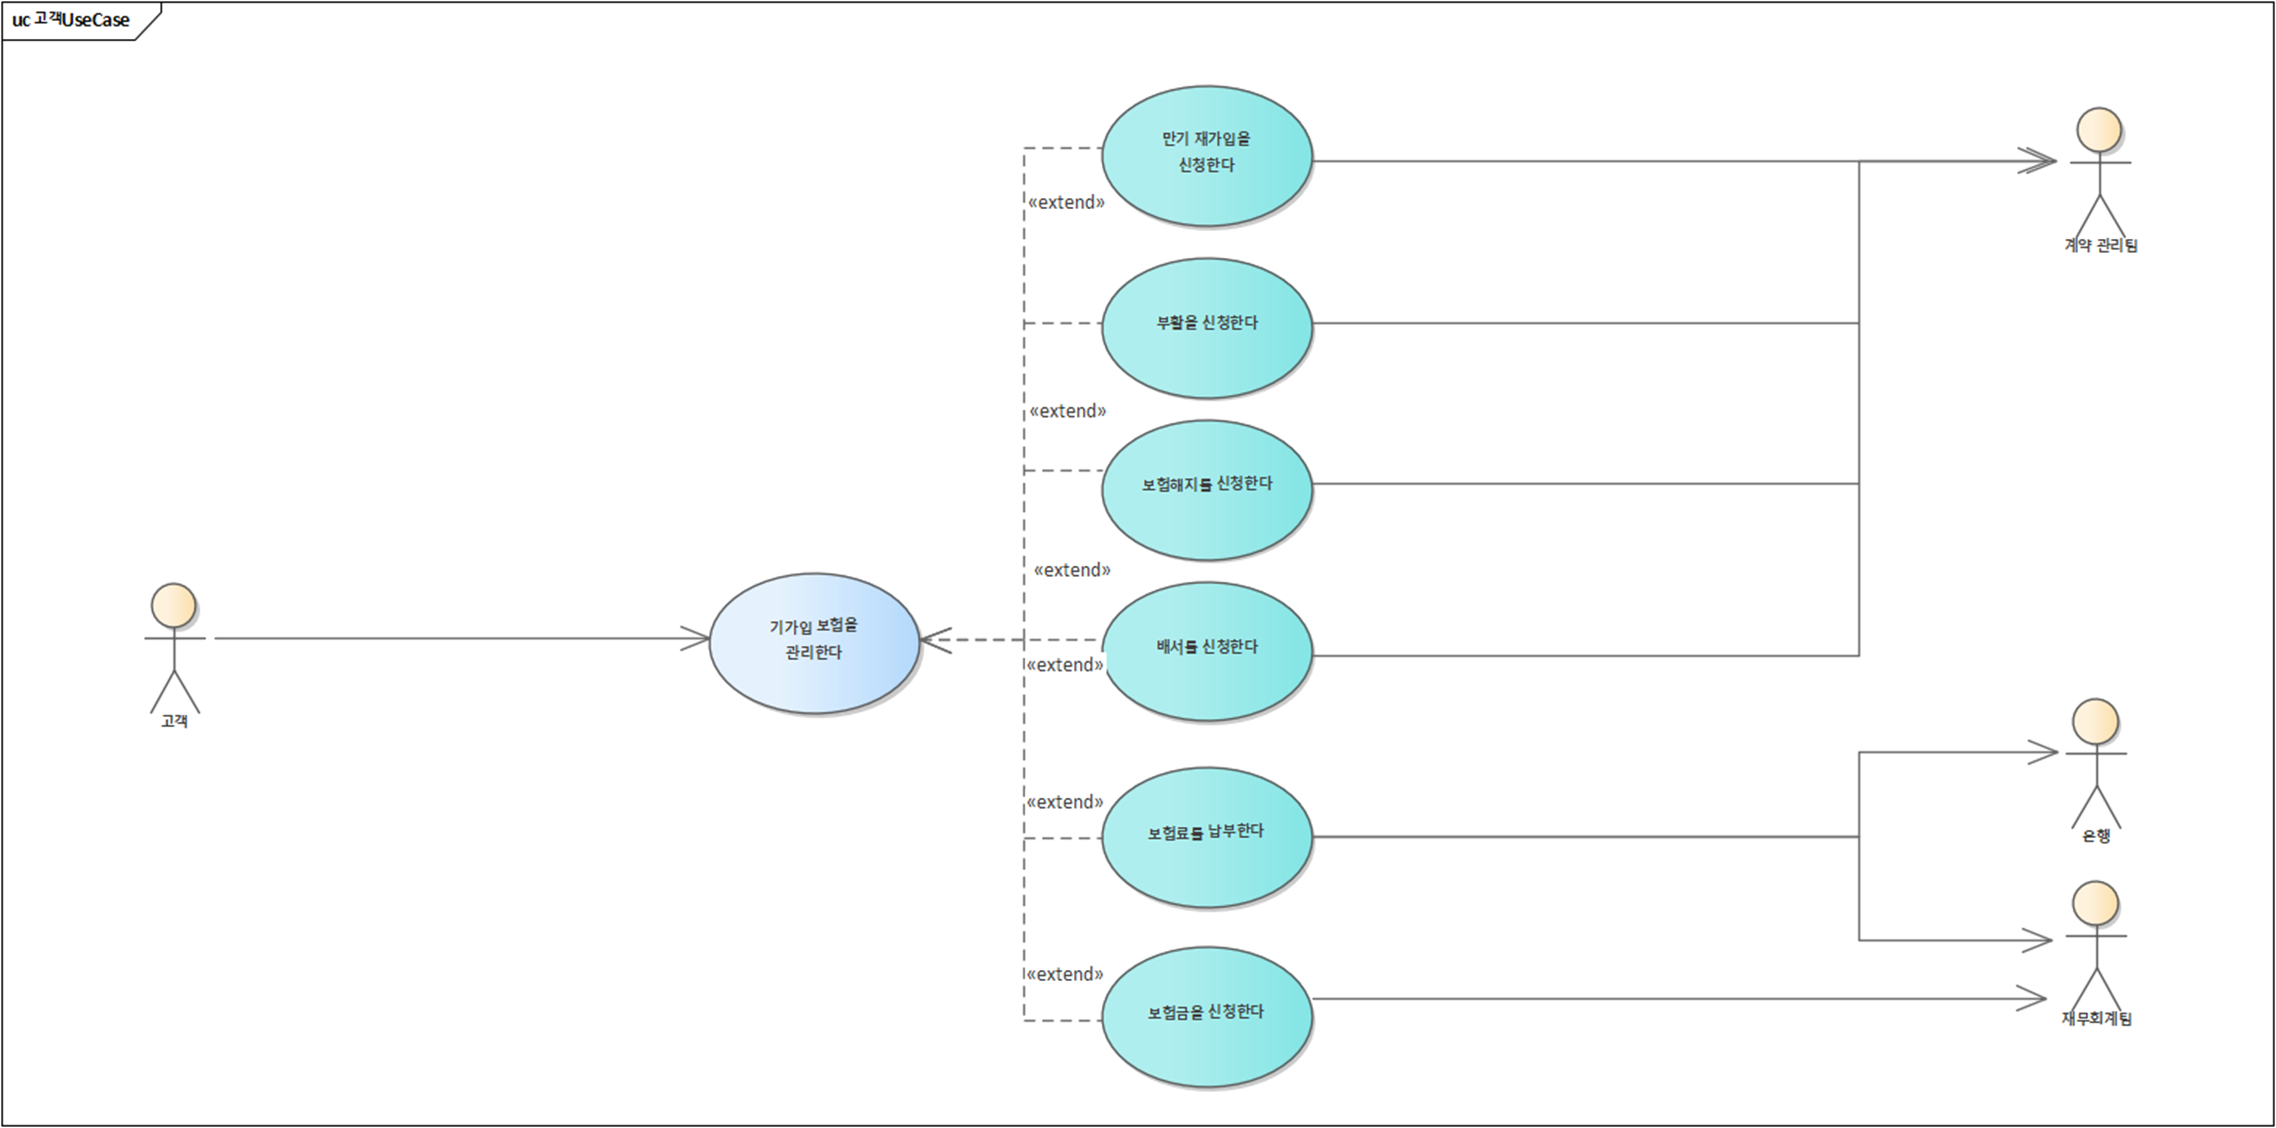 uc 고객UseCase
만기 재가입을
신청한다
계약 관리팀
«extend»
부활을 신청한다
«extend»
보험해지를 신청한다
«extend»
고객
기가입 보험을
관리한다
배서를 신청한다
«extend»
은행
«extend»
보험료를 납부한다
«extend»
보험금을 신청한다
재무회계팀